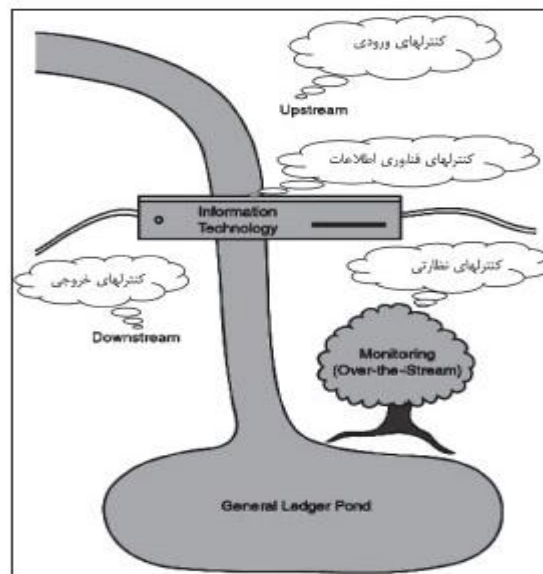 کنترلهای ورودی
Upstream
کنترلهای فناوری اطلاعات
Information
Technology
کنترلهای خروجی
Downstream
کنترلهای نظارتی
Monitoring
(Over-the-Stream)
General Ledger Pond